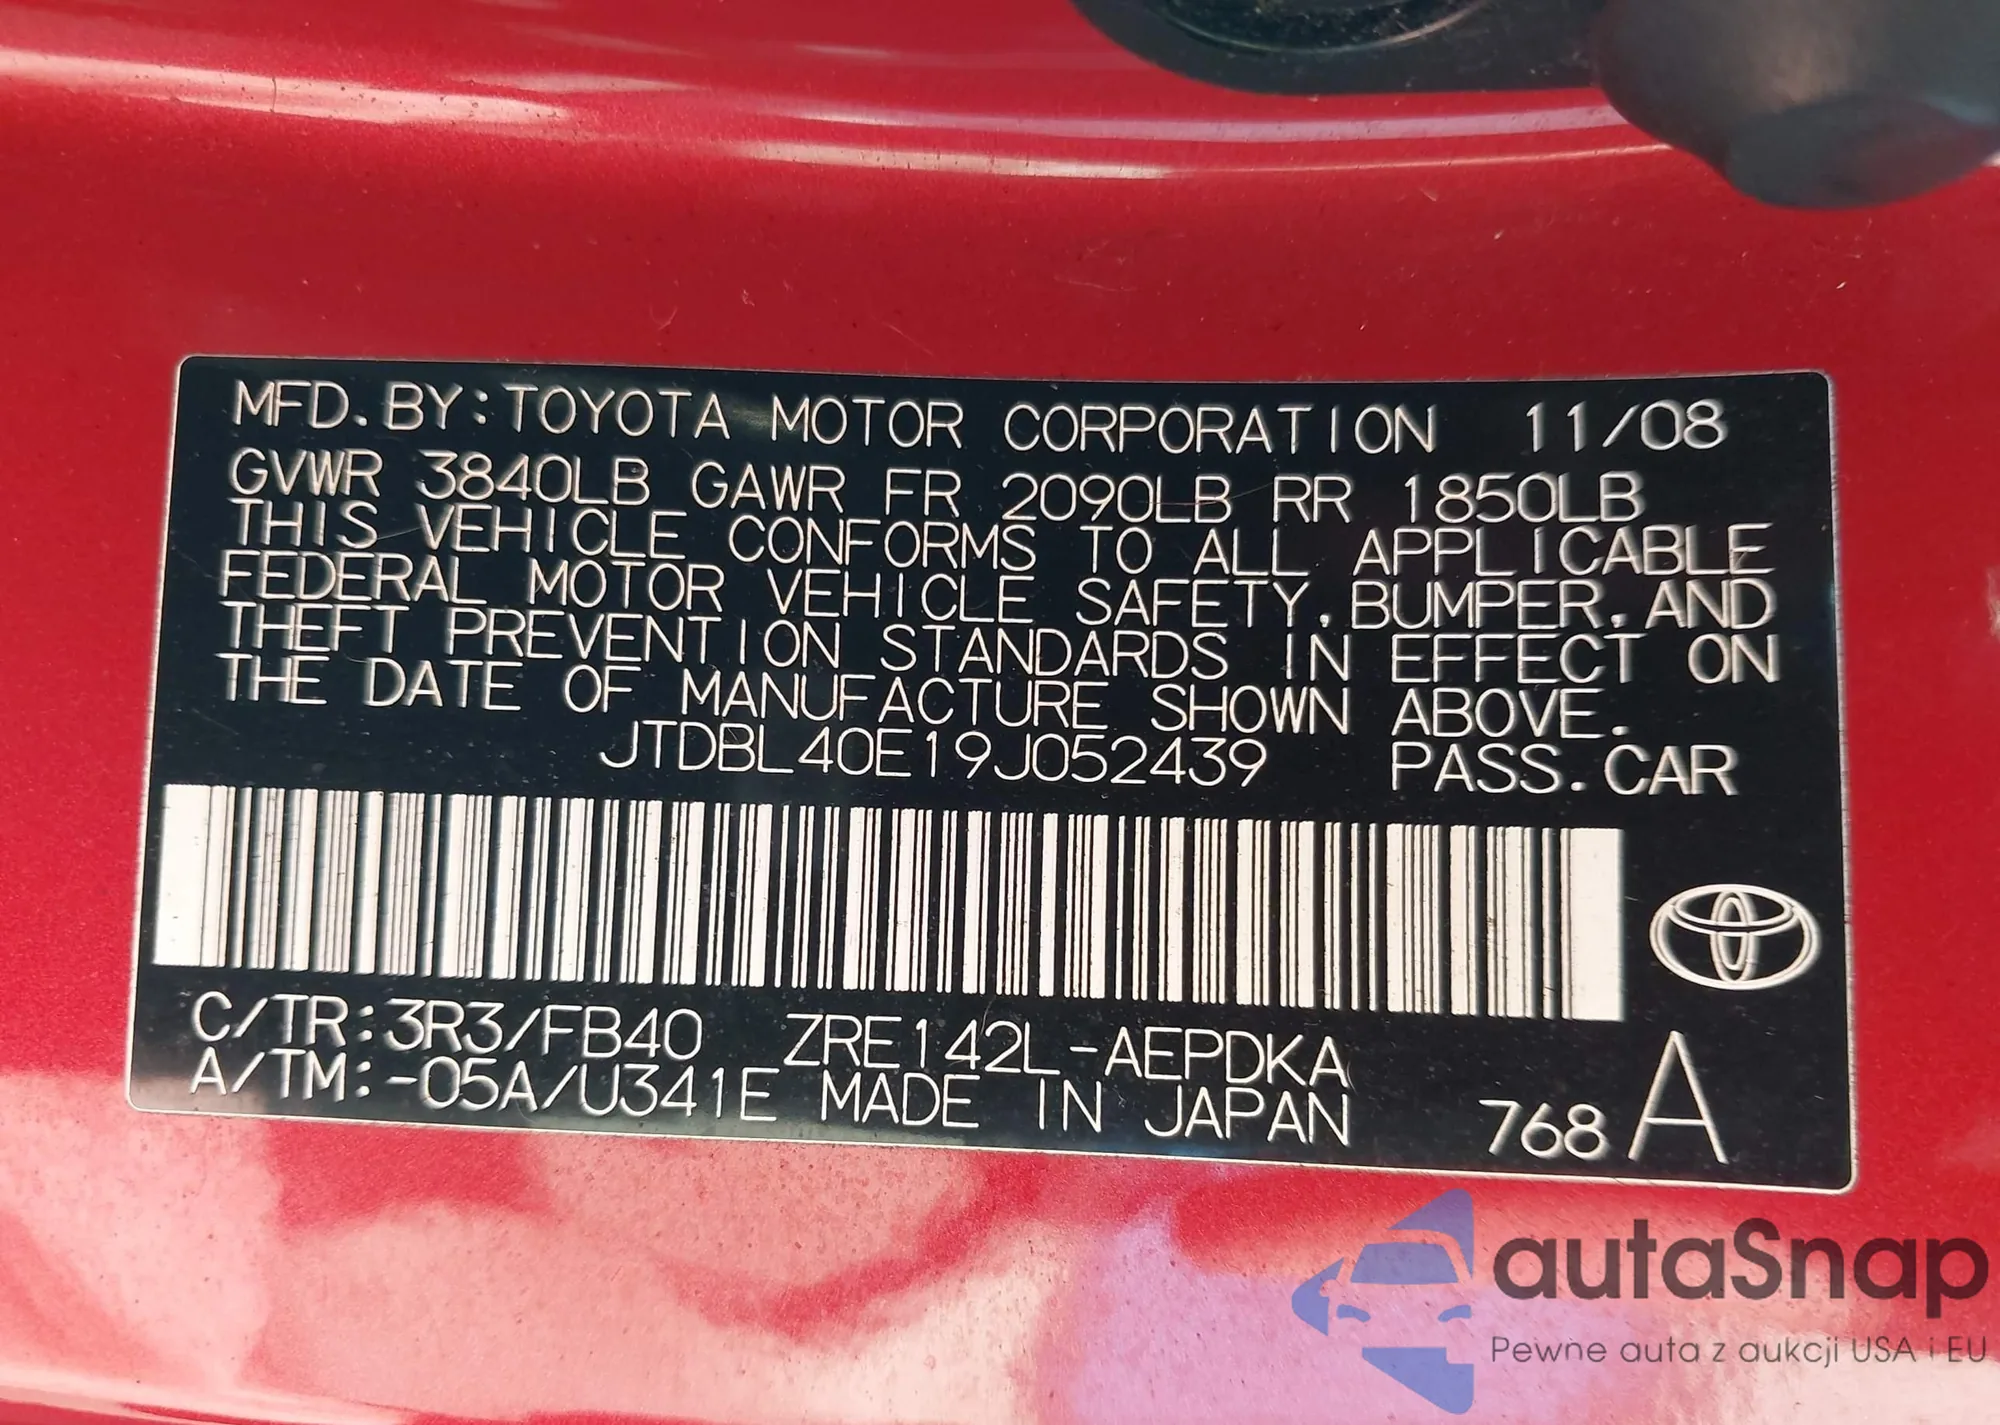 MFD. BY: TOYOTA MOTOR CORPORATION 11/08
GVWR 3840LB GAWR FR 2090LB RR 1850LB
THIS VEHICLE CONFORMS TO ALL APPLICABLE
FEDERAL MOTOR VEHICLE SAFETY, BUMPER, AND
THEFT PREVENTION STANDARDS IN EFFECT ON
THE DATE OF MANUFACTURE SHOWN ABOVE.
JTDBL40E19J052439 PASS. CAR
C/TR: 3R3/FB40 ZRE142L-AEPDKA
A/TM: -05A/U341E MADE IN JAPAN 768 A
autaSnap
Pewne auta z aukcji USA i EU